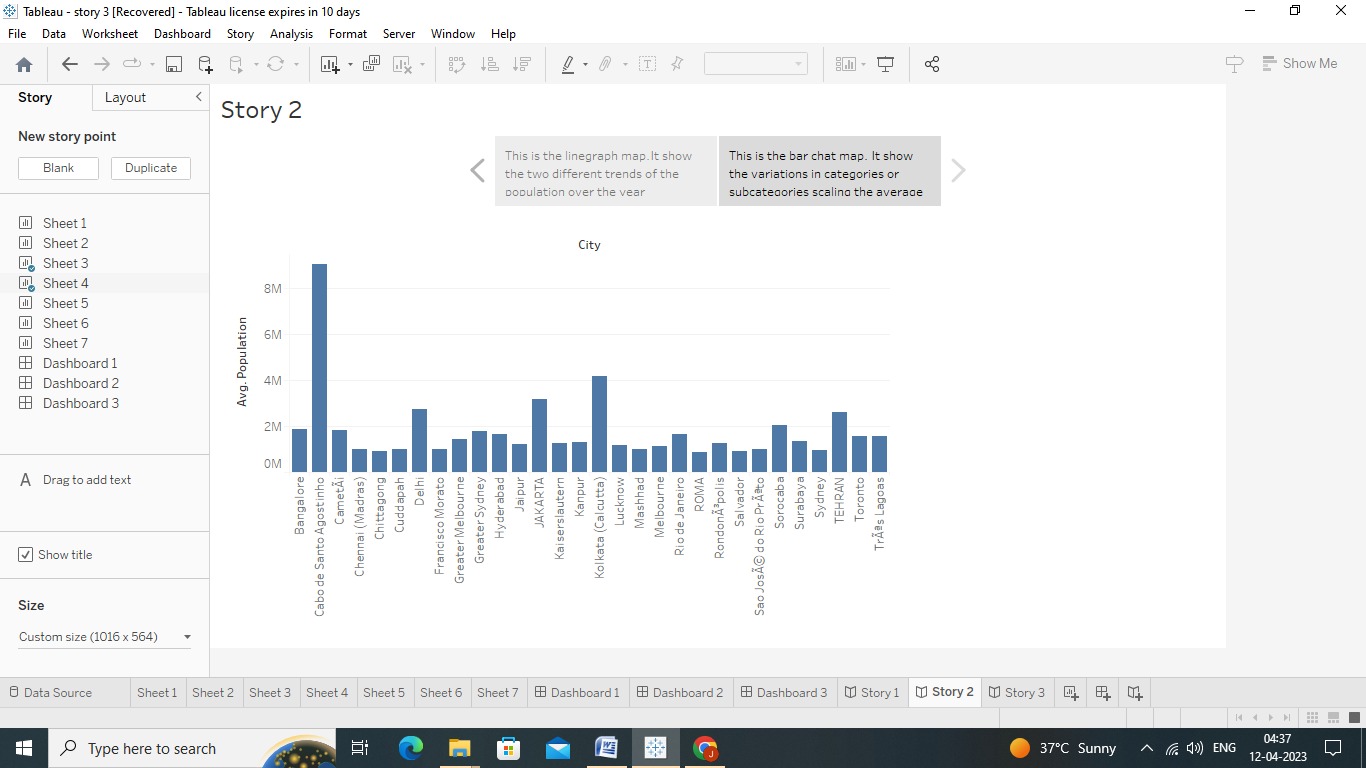 Tableau - story 3 [Recovered] - Tableau license expires in 10 days
File Data Worksheet Dashboard Story Analysis Format Server Window Help
Show Me
Story Layout
New story point
Blank Duplicate
Sheet 1
Sheet 2
Sheet 3
Sheet 4
Sheet 5
Sheet 6
Sheet 7
Dashboard 1
Dashboard 2
Dashboard 3
A Drag to add text
Show title
Size
Custom size (1016 x 564)
Story 2
This is the linegraph map.It show
the two different trends of the
population over the year
This is the bar chat map. It show
the variations in categories or
subcategories scaling the average
City
Avg. Population
8M
6M
4M
2M
0M
Bangalore
Cabo de Santo Agostinho
CametÃi
Chennai (Madras)
Chittagong
Cuddapah
Delhi
Francisco Morato
Greater Melbourne
Greater Sydney
Hyderabad
Jaipur
JAKARTA
Kaiserslautern
Kanpur
Kolkata (Calcutta)
Lucknow
Mashhad
Melbourne
Rio de Janeiro
ROMA
RondonÃ³polis
Salvador
Sao JosÃ© do Rio PrÃªto
Sorocaba
Surabaya
Sydney
TEHRAN
Toronto
TrÃªs Lagoas
Data Source Sheet 1 Sheet 2 Sheet 3 Sheet 4 Sheet 5 Sheet 6 Sheet 7 Dashboard 1 Dashboard 2 Dashboard 3 Story 1 Story 2 Story 3
Type here to search
37°C Sunny
ENG
04:37
12-04-2023